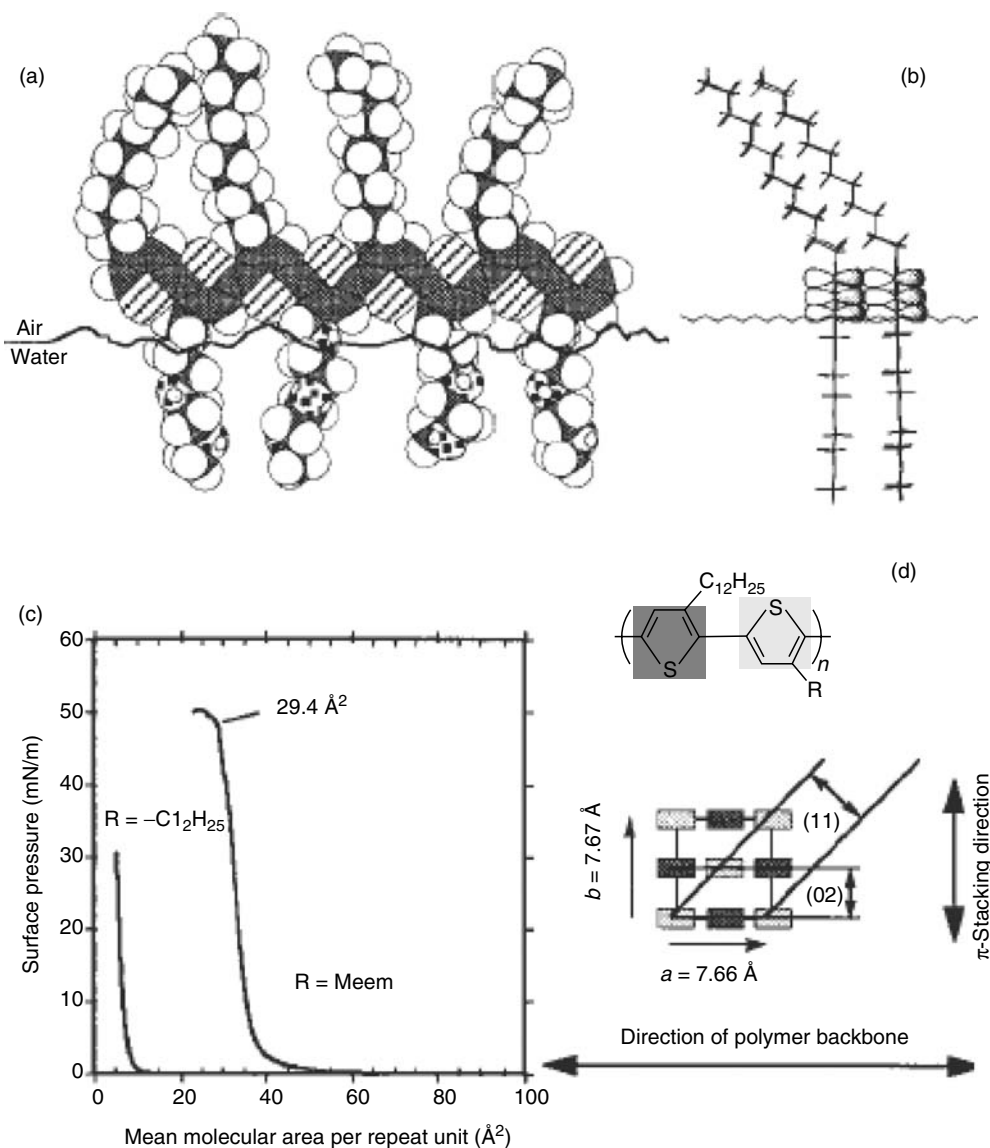 (a)
(b)
Air
Water
(c)
60
50
40
30
20
10
0
Surface pressure (mN/m)
29.4 Å²
R = –C1₂H₂₅
R = Meem
0 20 40 60 80 100
Mean molecular area per repeat unit (Å²)
(d)
C₁₂H₂₅
S
S
n
R
b = 7.67 Å
(11)
(02)
a = 7.66 Å
π-Stacking direction
Direction of polymer backbone